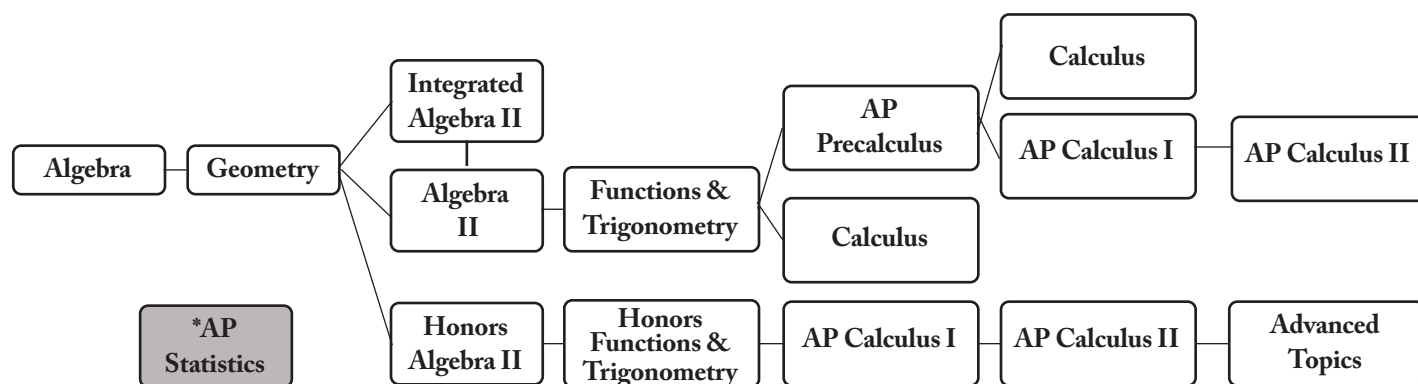 Algebra
Geometry
Integrated
Algebra II
Algebra
II
Honors
Algebra II
Functions &
Trigonometry
Honors
Functions &
Trigonometry
AP
Precalculus
Calculus
AP Calculus I
Calculus
AP Calculus I
AP Calculus II
AP Calculus II
Advanced
Topics
*AP
Statistics